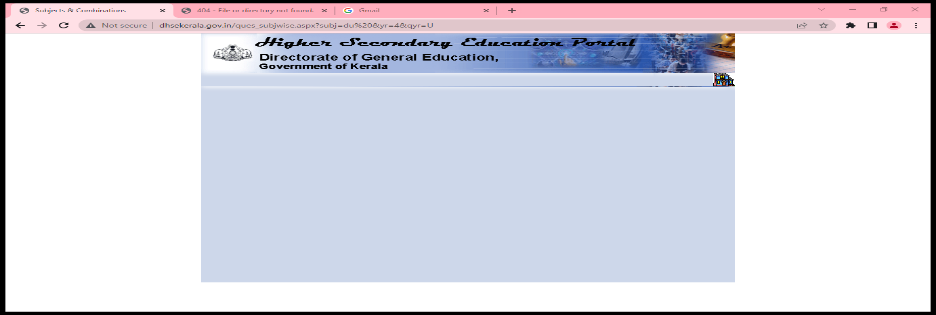 Subjects & Combinations
404 - File or directory not found.
Gmail
Not secure
dhsekerala.gov.in/ques_subjwise.aspx?subj=du%20&yr=4&qyr=U
Higher Secondary Education Portal
Directorate of General Education,
Government of Kerala